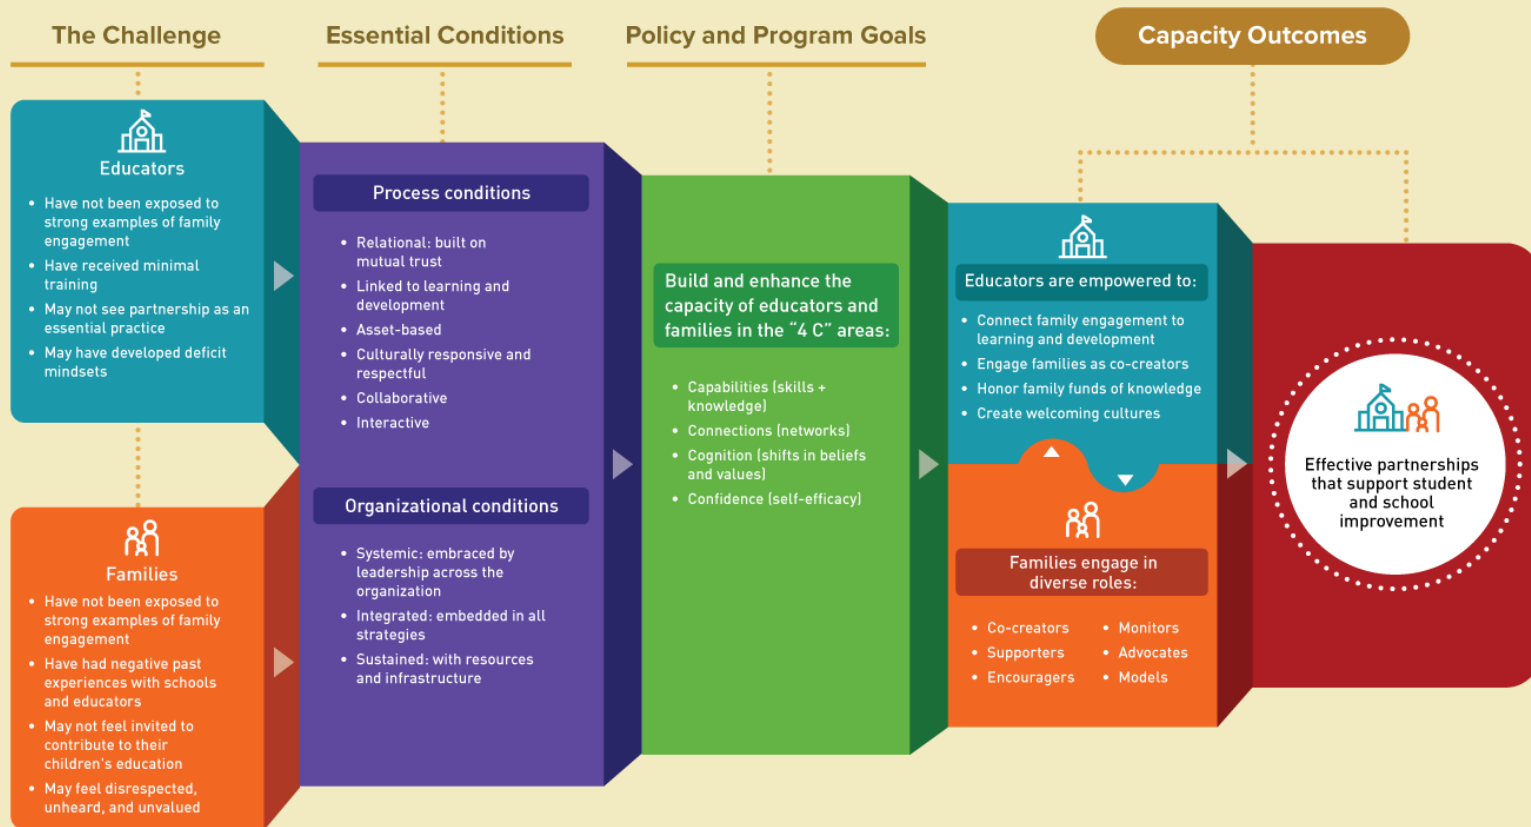 The Challenge
Essential Conditions
Policy and Program Goals
Capacity Outcomes
Educators
• Have not been exposed to
strong examples of family
engagement
• Have received minimal
training
• May not see partnership as an
essential practice
• May have developed deficit
mindsets
Families
• Have not been exposed to
strong examples of family
engagement
• Have had negative past
experiences with schools
and educators
• May not feel invited to
contribute to their
children's education
• May feel disrespected,
unheard, and unvalued
Process conditions
• Relational: built on
mutual trust
• Linked to learning and
development
• Asset-based
• Culturally responsive and
respectful
• Collaborative
• Interactive
Organizational conditions
• Systemic: embraced by
leadership across the
organization
• Integrated: embedded in all
strategies
• Sustained: with resources
and infrastructure
Build and enhance the
capacity of educators and
families in the “4 C” areas:
• Capabilities (skills +
knowledge)
• Connections (networks)
• Cognition (shifts in beliefs
and values)
• Confidence (self-efficacy)
Educators are empowered to:
• Connect family engagement to
learning and development
• Engage families as co-creators
• Honor family funds of knowledge
• Create welcoming cultures
Families engage in
diverse roles:
• Co-creators
• Supporters
• Encouragers
• Monitors
• Advocates
• Models
Effective partnerships
that support student
and school
improvement